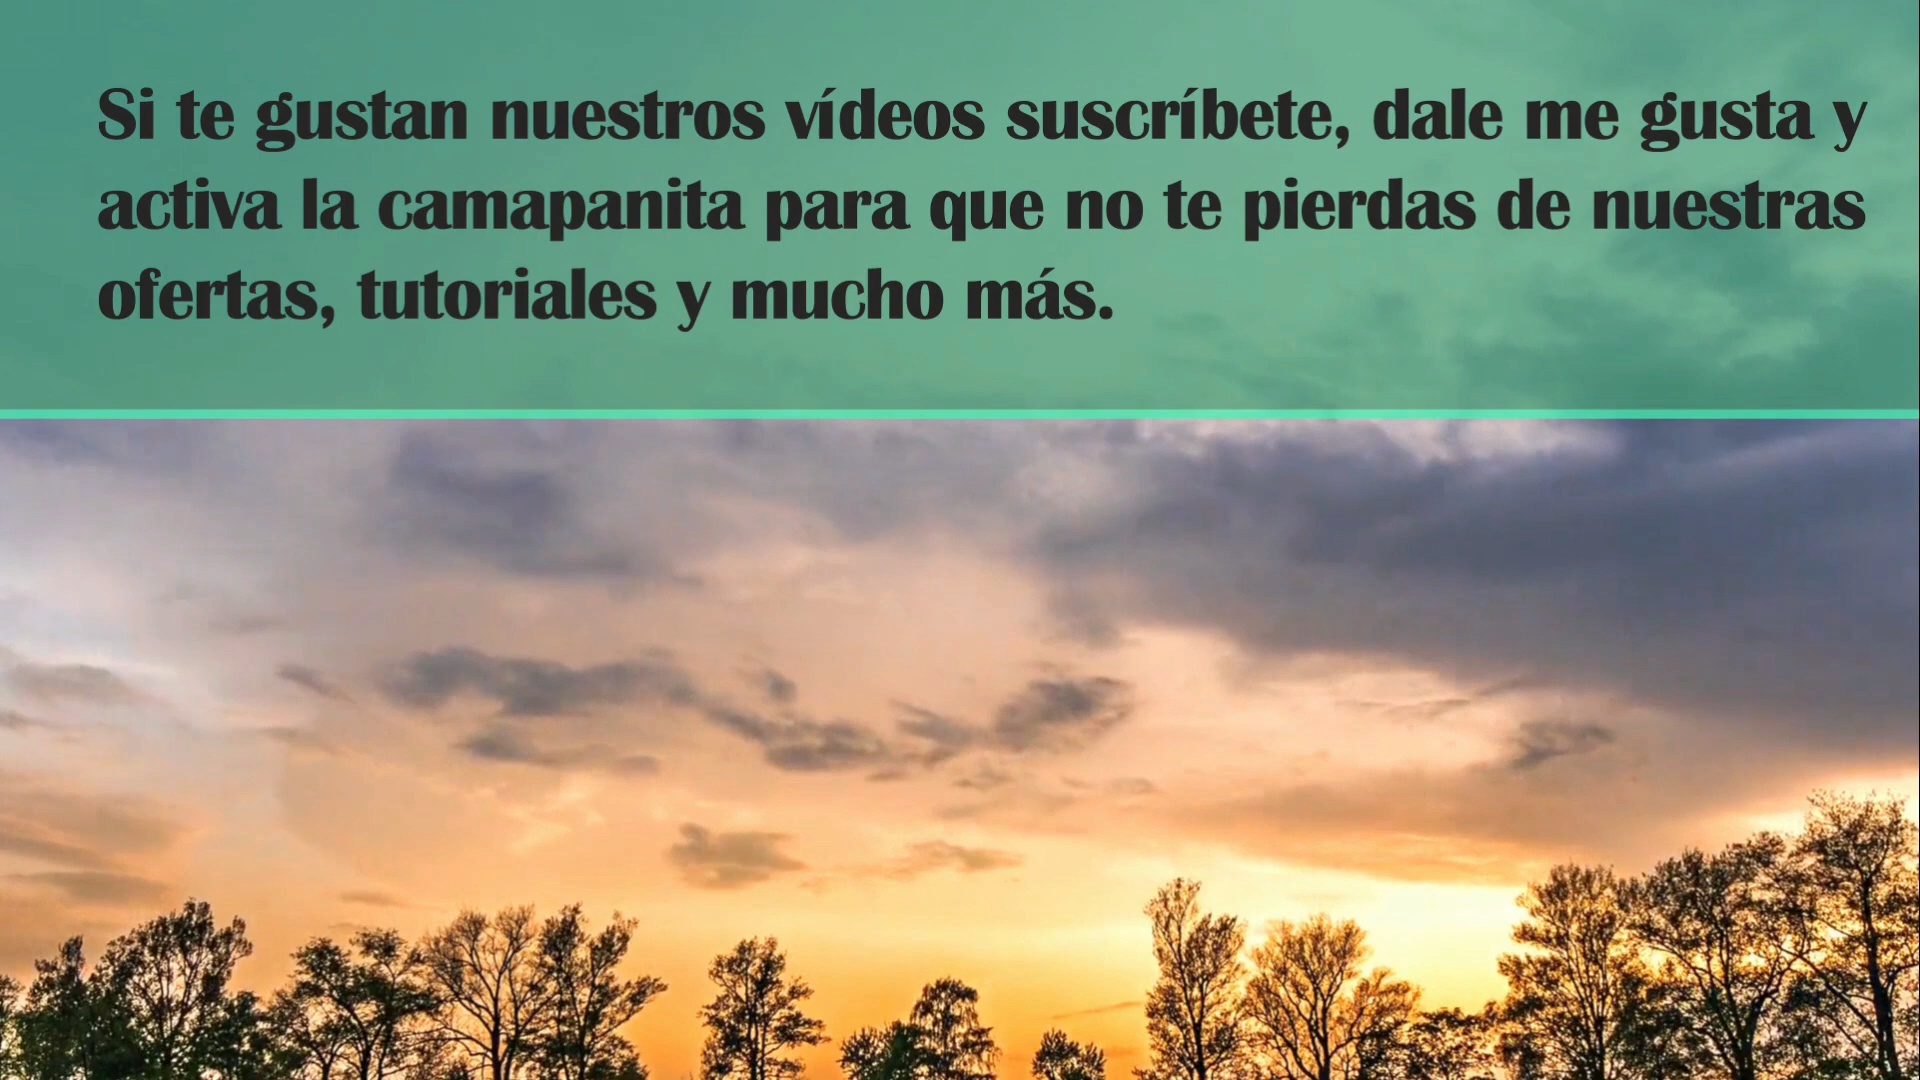 Si te gustan nuestros vídeos suscríbete, dale me gusta y
activa la camapanita para que no te pierdas de nuestras
ofertas, tutoriales y mucho más.